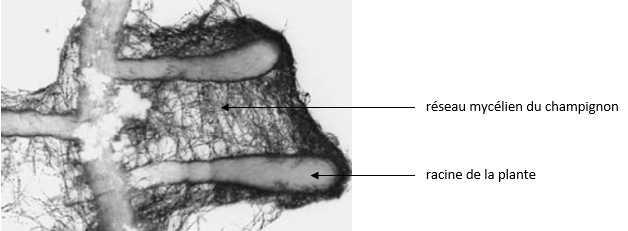 réseau mycélien du champignon
racine de la plante